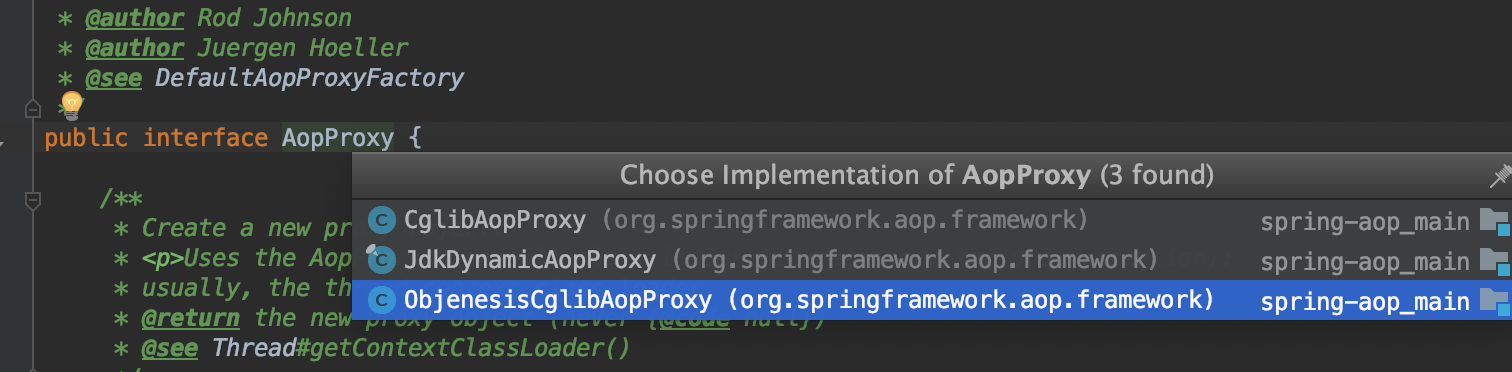 * @author Rod Johnson
* @author Juergen Hoeller
* @see DefaultAopProxyFactory
public interface AopProxy {
Choose Implementation of AopProxy (3 found)
/**
CglibAopProxy (org.springframework.aop.framework) spring-aop_main
* Create a new pr
JdkDynamicAopProxy (org.springframework.aop.framework) spring-aop_main
* <p>Uses the Aop
ObjenesisCglibAopProxy (org.springframework.aop.framework) spring-aop_main
* usually, the th
* @return the new proxy object (never {@code null})
* @see Thread#getContextClassLoader()